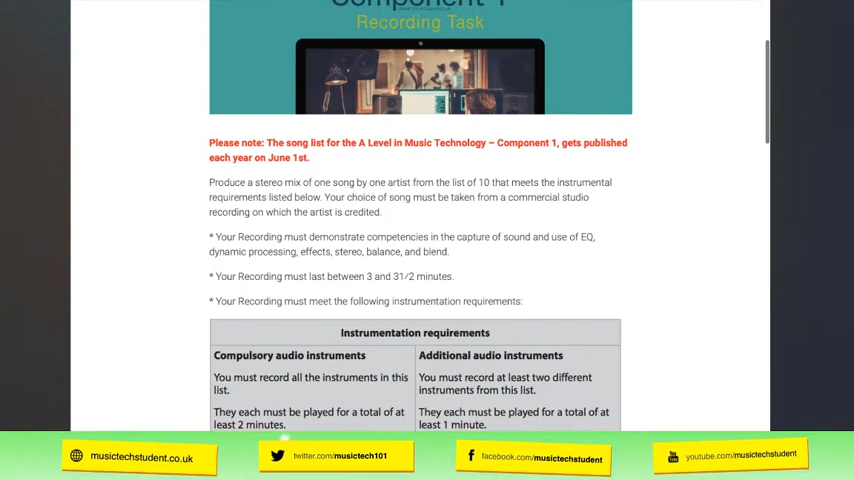 Component 1
Recording Task
Please note: The song list for the A Level in Music Technology – Component 1, gets published
each year on June 1st.
Produce a stereo mix of one song by one artist from the list of 10 that meets the instrumental
requirements listed below. Your choice of song must be taken from a commercial studio
recording on which the artist is credited.
* Your Recording must demonstrate competencies in the capture of sound and use of EQ,
dynamic processing, effects, stereo, balance, and blend.
* Your Recording must last between 3 and 31/2 minutes.
* Your Recording must meet the following instrumentation requirements:
Instrumentation requirements
Compulsory audio instruments
You must record all the instruments in this
list.
They each must be played for a total of at
least 2 minutes.
Additional audio instruments
You must record at least two different
instruments from this list.
They each must be played for a total of at
least 1 minute.
musictechstudent.co.uk
twitter.com/musictech101
facebook.com/musictechstudent
youtube.com/musictechstudent